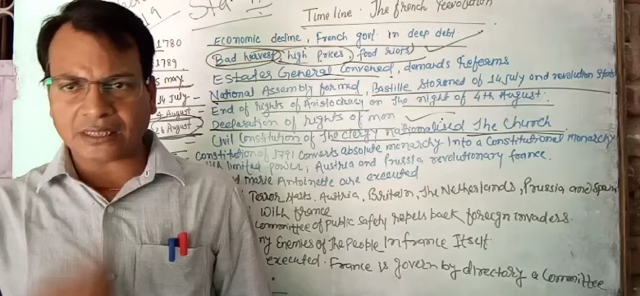 Time line : The french Revolution
1780 Economic decline, French govt. in deep debt
Bad harvest, high Prices, food riots
1789 Estates General convened, demands reforms
5 may
14 July National Assembly formed, Bastille Stormed of 14 July and revolution starts
4 August End of rights of Aristocracy on The night of 4th August.
26 August Declaration of rights of man
Civil Constitution of The clergy nationalised The Church
Constitution of 1791 converts absolute monarchy Into a Constitutional monarchy
limited power, Austria and Prussia revolutionary france.
Marie Antoinette are executed
Terror starts. Austria, Britain, The Netherlands, Prussia and Spain
with france
Committee of public safety repels back foreign invaders.
Enemies of The People In france Itself
executed. France is govern by directory a committee